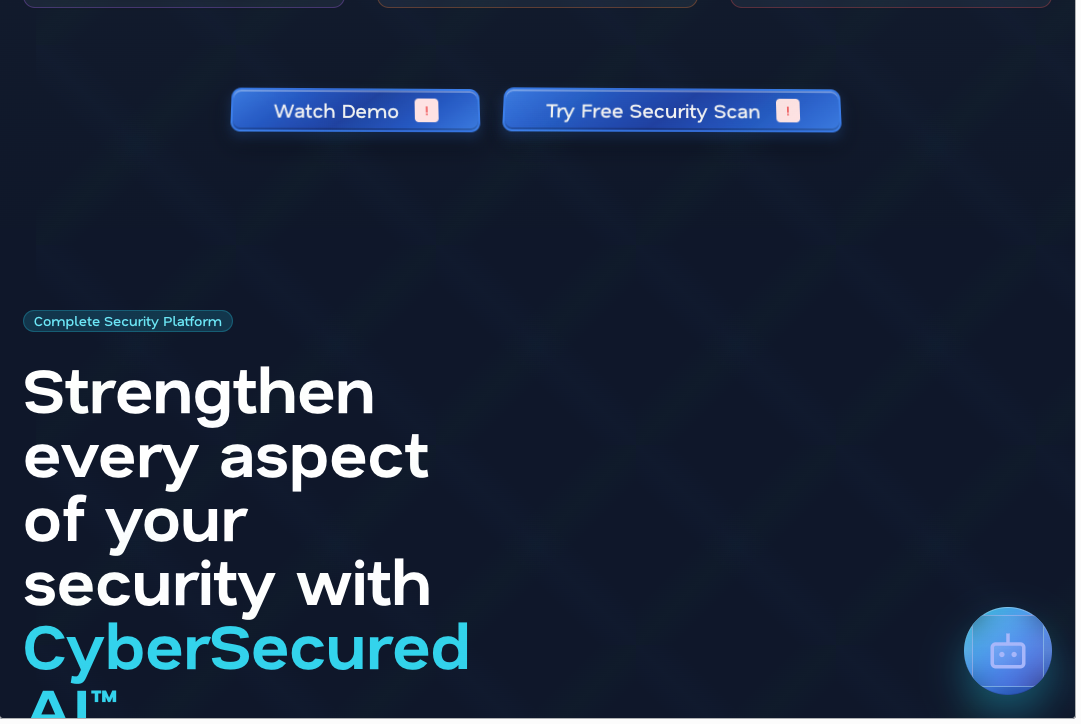 Watch Demo !
Try Free Security Scan !
Complete Security Platform
Strengthen
every aspect
of your
security with
CyberSecured
AI™